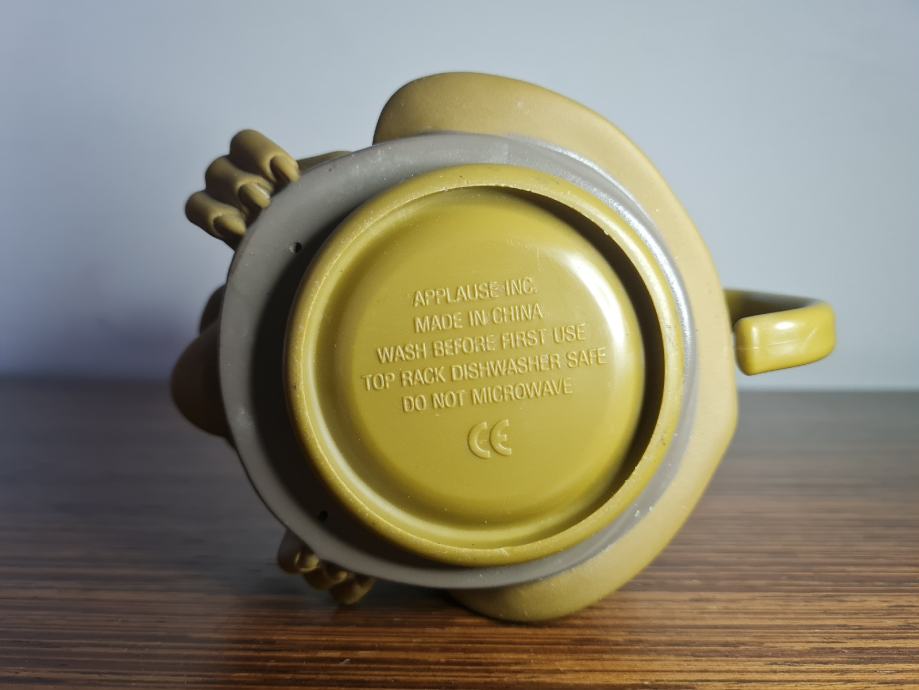 APPLAUSE INC.
MADE IN CHINA
WASH BEFORE FIRST USE
TOP RACK DISHWASHER SAFE
DO NOT MICROWAVE
CE